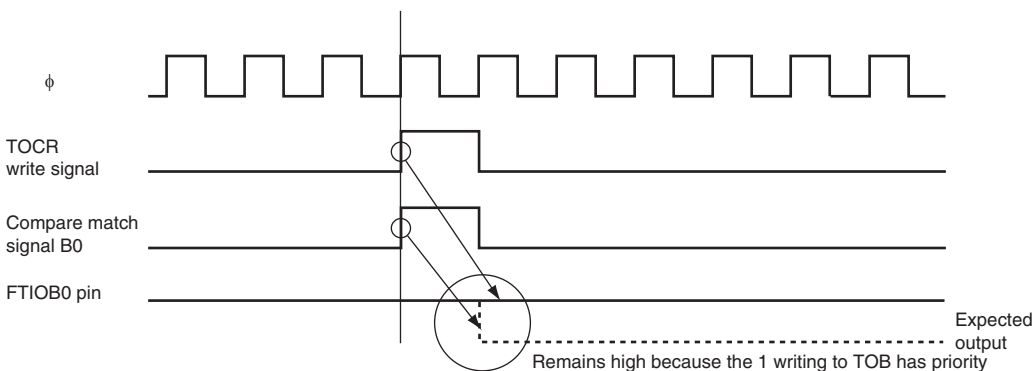 ϕ
TOCR
write signal
Compare match
signal B0
FTIOB0 pin
Expected
output
Remains high because the 1 writing to TOB has priority